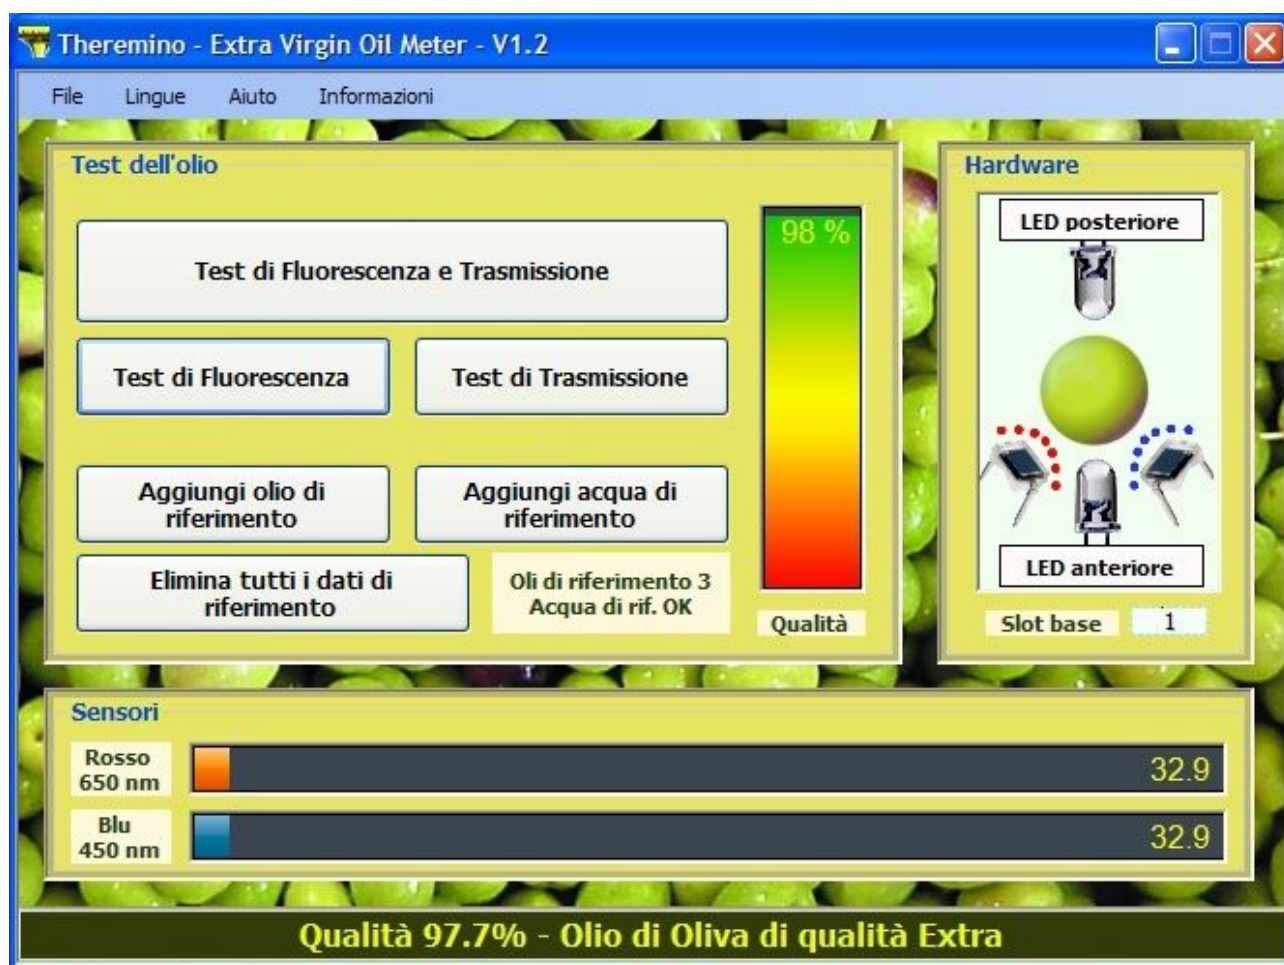 Theremino - Extra Virgin Oil Meter - V1.2
File Lingue Aiuto Informazioni
Test dell'olio
Test di Fluorescenza e Trasmissione
Test di Fluorescenza
Test di Trasmissione
Aggiungi olio di
riferimento
Aggiungi acqua di
riferimento
Elimina tutti i dati di
riferimento
Oli di riferimento 3
Acqua di rif. OK
98 %
Qualità
Hardware
LED posteriore
LED anteriore
Slot base 1
Sensori
Rosso
650 nm
32.9
Blu
450 nm
32.9
Qualità 97.7% - Olio di Oliva di qualità Extra